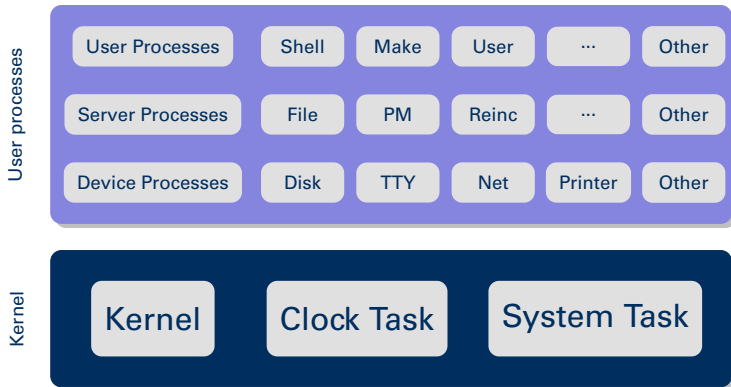 User processes
User Processes Shell Make User ... Other
Server Processes File PM Reinc ... Other
Device Processes Disk TTY Net Printer Other
Kernel
Kernel Clock Task System Task